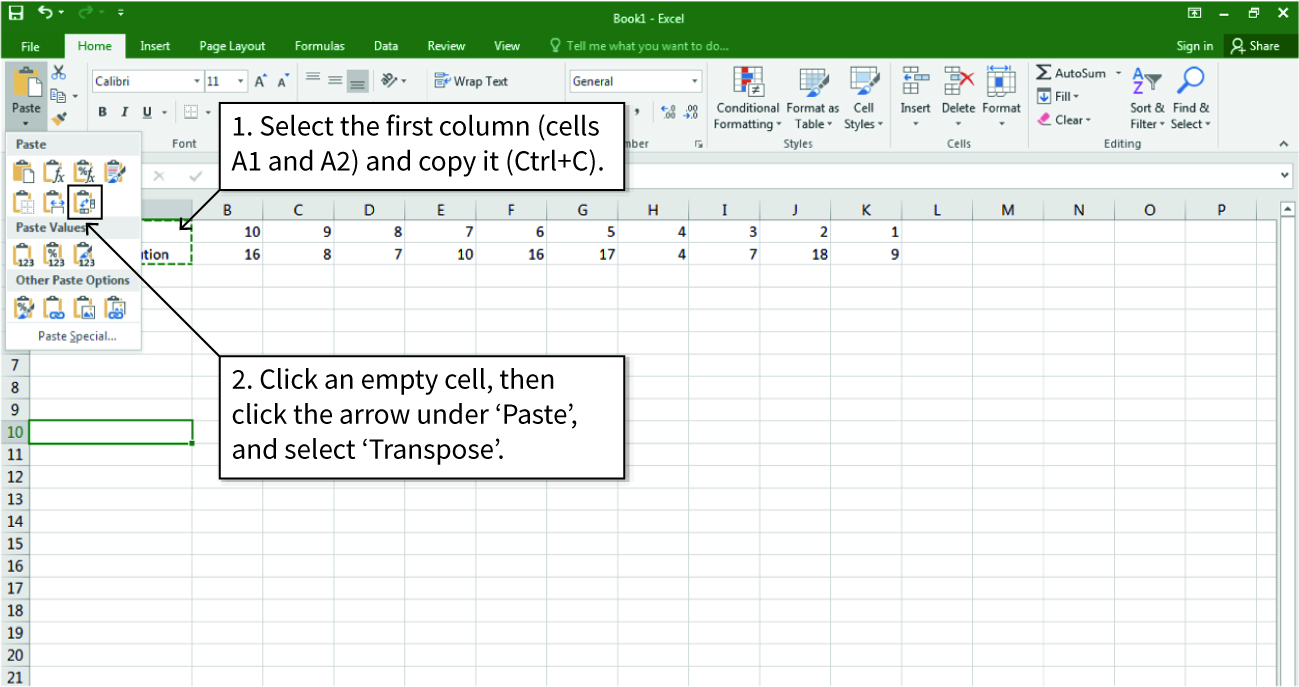 Book1 - Excel
File Home Insert Page Layout Formulas Data Review View Tell me what you want to do... Sign in Share
Paste
Calibri 11
Wrap Text
General
B I U
Font
Conditional Formatting
Format as Table
Cell Styles
Styles
Insert Delete Format
Cells
AutoSum
Fill
Clear
Sort & Filter
Find & Select
Editing
1. Select the first column (cells
A1 and A2) and copy it (Ctrl+C).
Paste
Paste Values
123 123 123
Other Paste Options
Paste Special...
B C D E F G H I J K L M N O P
10 9 8 7 6 5 4 3 2 1
16 8 7 10 16 17 4 7 18 9
2. Click an empty cell, then
click the arrow under ‘Paste’,
and select ‘Transpose’.
7
8
9
10
11
12
13
14
15
16
17
18
19
20
21